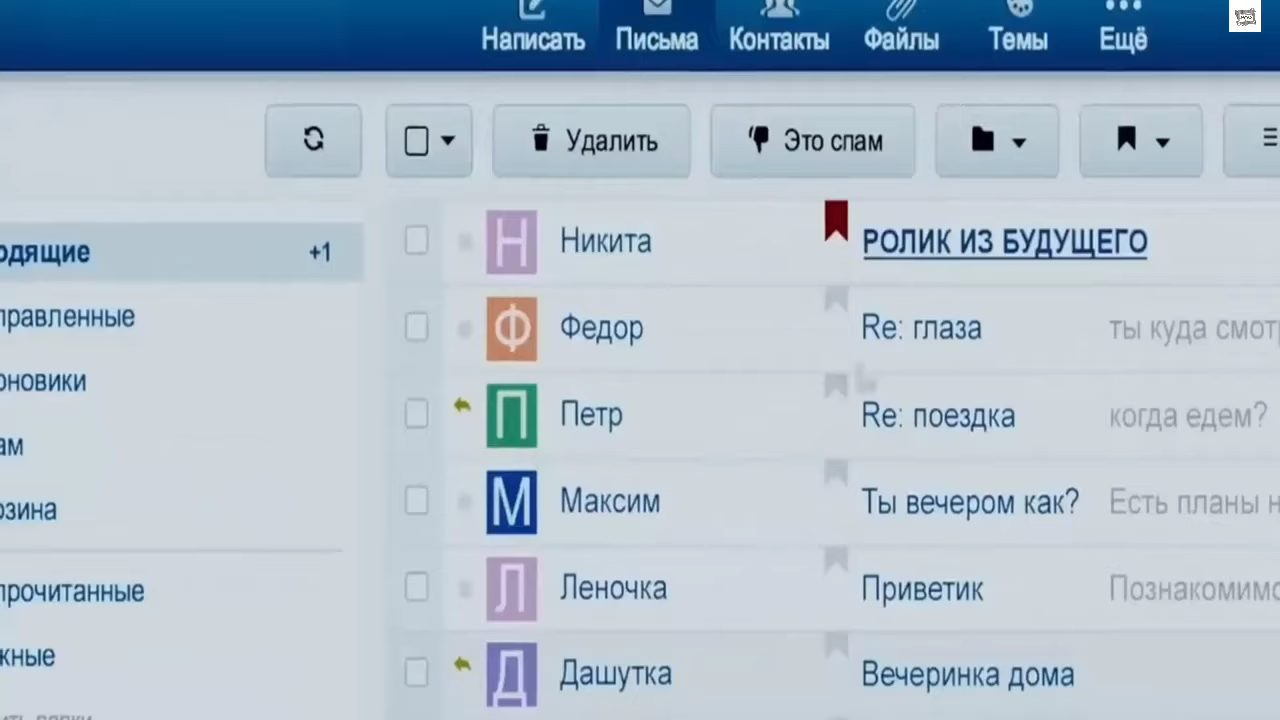 Написать Письма Контакты Файлы Темы Ещё
Удалить Это спам
одящие +1
правленные
оновики
ам
рзина
прочитанные
жные
Н Никита РОЛИК ИЗ БУДУЩЕГО
Ф Федор Re: глаза ты куда смот
П Петр Re: поездка когда едем?
М Максим Ты вечером как? Есть планы н
Л Леночка Приветик Познакомимс
Д Дашутка Вечеринка дома